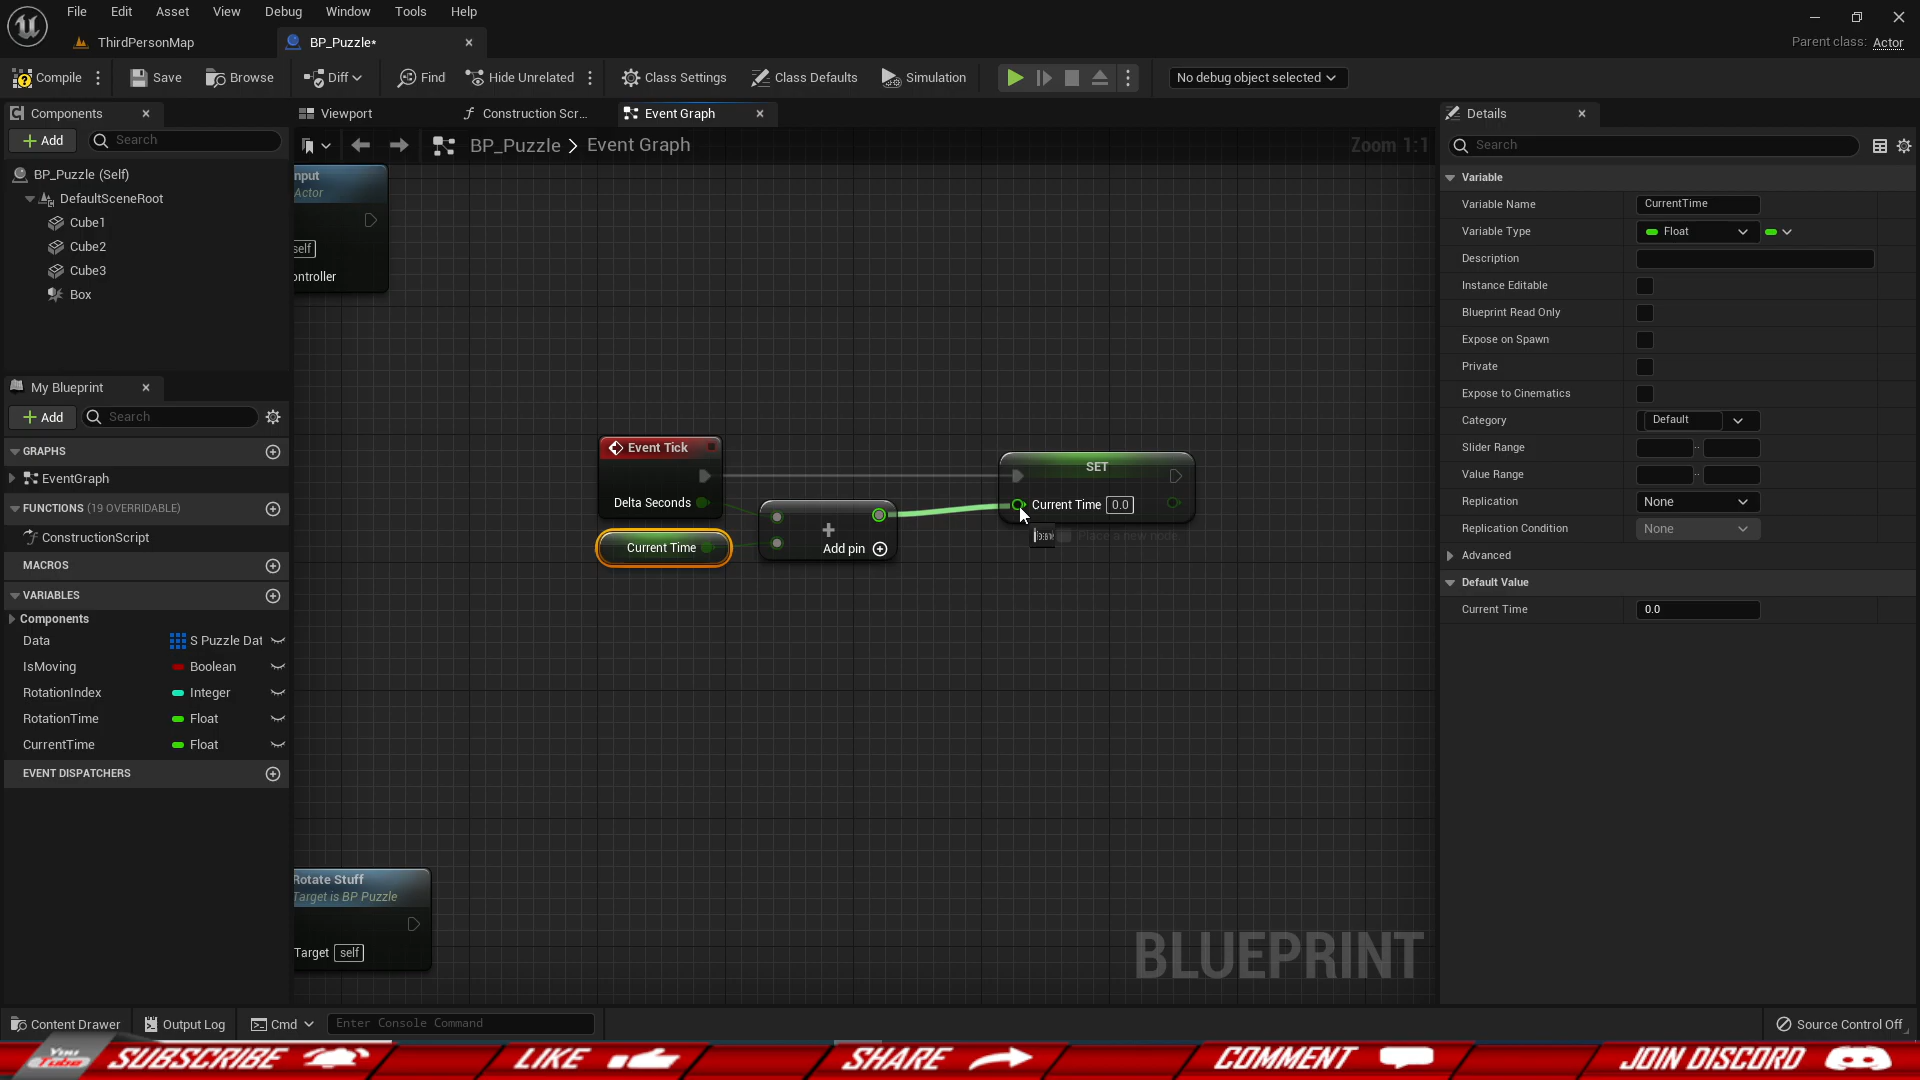 File Edit Asset View Debug Window Tools Help
ThirdPersonMap
BP_Puzzle*
Parent class: Actor
Compile
Save
Browse
Diff
Find
Hide Unrelated
Class Settings
Class Defaults
Simulation
No debug object selected
Components
Viewport
Construction Scr...
Event Graph
Details
Add
Search
BP_Puzzle > Event Graph
Zoom 1:1
Search
BP_Puzzle (Self)
DefaultSceneRoot
Cube1
Cube2
Cube3
Box
nput
Actor
self
ontroller
Variable
Variable Name CurrentTime
Variable Type Float
Description
Instance Editable
Blueprint Read Only
Expose on Spawn
Private
Expose to Cinematics
Category Default
Slider Range
Value Range
Replication None
Replication Condition None
Advanced
Default Value
Current Time 0.0
My Blueprint
Add
Search
GRAPHS
EventGraph
FUNCTIONS (19 OVERRIDABLE)
ConstructionScript
MACROS
VARIABLES
Components
Data S Puzzle Dat
IsMoving Boolean
RotationIndex Integer
RotationTime Float
CurrentTime Float
EVENT DISPATCHERS
Event Tick
Delta Seconds
Current Time
Add pin
SET
Current Time 0.0
Place a new node.
Rotate Stuff
Target is BP Puzzle
Target self
BLUEPRINT
Content Drawer
Output Log
Cmd
Enter Console Command
Source Control Off
You Tube
SUBSCRIBE
LIKE
SHARE
COMMENT
JOIN DISCORD